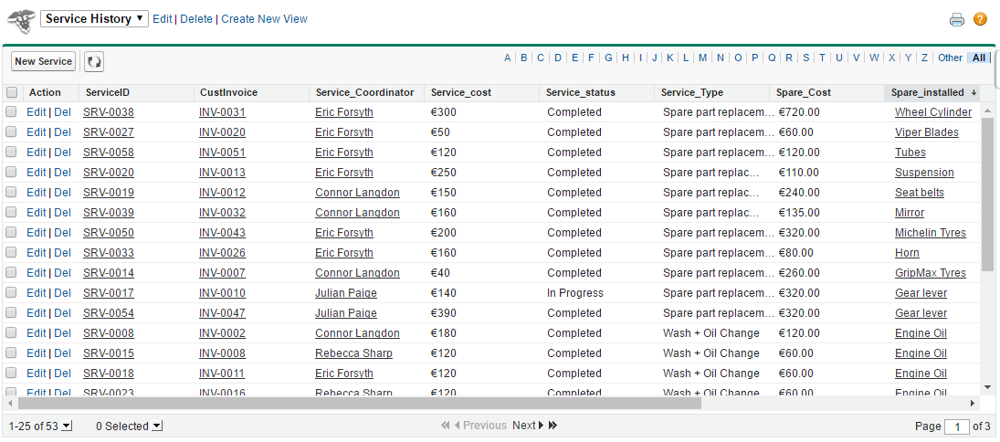 Service History ▼ Edit | Delete | Create New View
New Service A B C D E F G H I J K L M N O P Q R S T U V W X Y Z Other All
Action ServiceID CustInvoice Service_Coordinator Service_cost Service_status Service_Type Spare_Cost Spare_installed ↓
Edit | Del SRV-0038 INV-0031 Eric Forsyth €300 Completed Spare part replacem... €720.00 Wheel Cylinder
Edit | Del SRV-0027 INV-0020 Eric Forsyth €50 Completed Spare part replacem... €60.00 Viper Blades
Edit | Del SRV-0058 INV-0051 Eric Forsyth €120 Completed Spare part replacem... €120.00 Tubes
Edit | Del SRV-0020 INV-0013 Eric Forsyth €250 Completed Spare part replac... €110.00 Suspension
Edit | Del SRV-0019 INV-0012 Connor Langdon €150 Completed Spare part replac... €240.00 Seat belts
Edit | Del SRV-0039 INV-0032 Connor Langdon €160 Completed Spare part replac... €135.00 Mirror
Edit | Del SRV-0050 INV-0043 Eric Forsyth €200 Completed Spare part replacem... €320.00 Michelin Tyres
Edit | Del SRV-0033 INV-0026 Eric Forsyth €160 Completed Spare part replacem... €80.00 Horn
Edit | Del SRV-0014 INV-0007 Connor Langdon €40 Completed Spare part replacem... €260.00 GripMax Tyres
Edit | Del SRV-0017 INV-0010 Julian Paige €140 In Progress Spare part replacem... €320.00 Gear lever
Edit | Del SRV-0054 INV-0047 Julian Paige €390 Completed Spare part replacem... €320.00 Gear lever
Edit | Del SRV-0008 INV-0002 Connor Langdon €180 Completed Wash + Oil Change €120.00 Engine Oil
Edit | Del SRV-0015 INV-0008 Rebecca Sharp €120 Completed Wash + Oil Change €60.00 Engine Oil
Edit | Del SRV-0018 INV-0011 Eric Forsyth €120 Completed Wash + Oil Change €60.00 Engine Oil
Edit | Del SRV-0023 INV-0016 Rebecca Sharp €120 Completed Wash + Oil Change €60.00 Engine Oil
1-25 of 53 0 Selected Previous Next Page 1 of 3